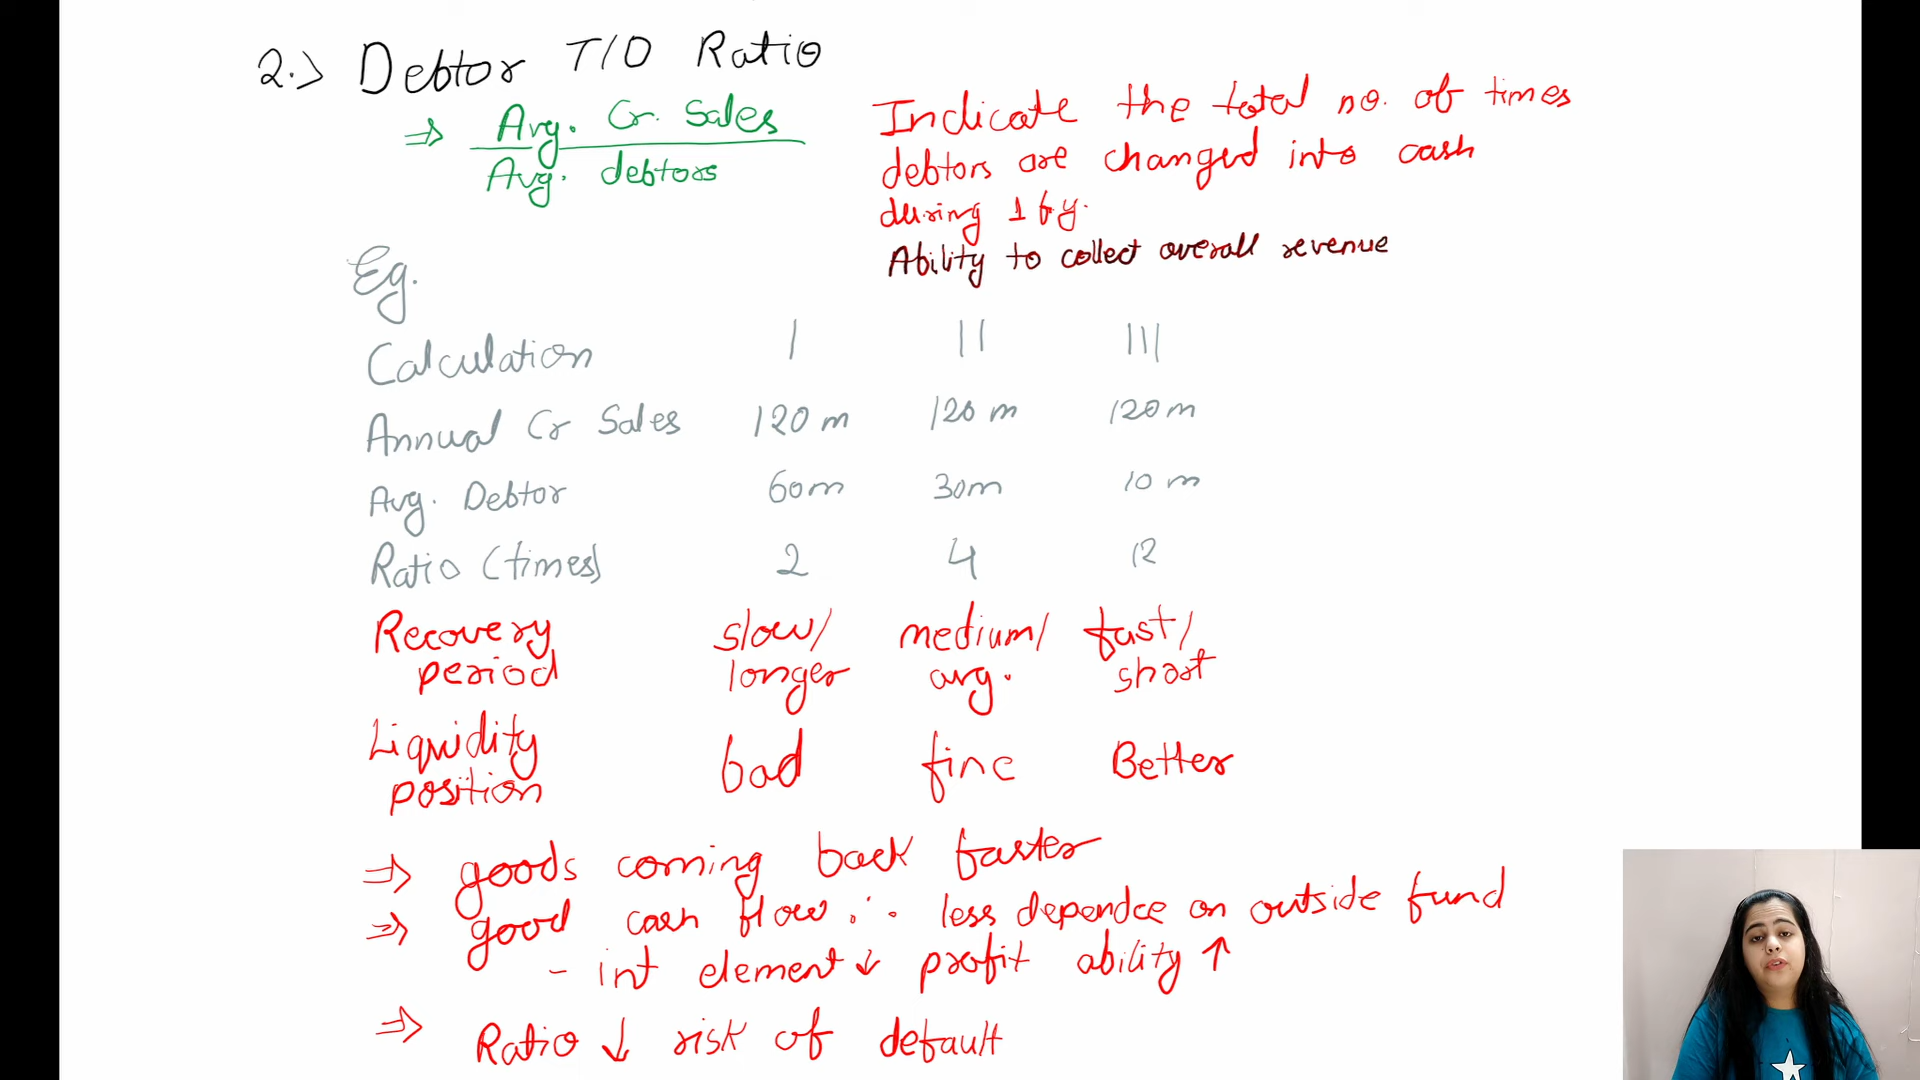 2.> Debtor T/O Ratio
⇒ Avg. Cr. Sales
Avg. debtors
Indicate the total no. of times
debtors are changed into cash
during 1 f.y.
Ability to collect overall revenue
Eg.
Calculation I II III
Annual Cr Sales 120 m 120 m 120 m
Avg. Debtor 60m 30m 10 m
Ratio (times) 2 4 12
Recovery slow/ medium/ fast/
period longer avg. short
Liquidity
position bad fine Better
⇒ goods coming back faster
⇒ good cash flow ∴ less dependce on outside fund
- int element ↓ profit ability ↑
⇒ Ratio ↓ risk of default